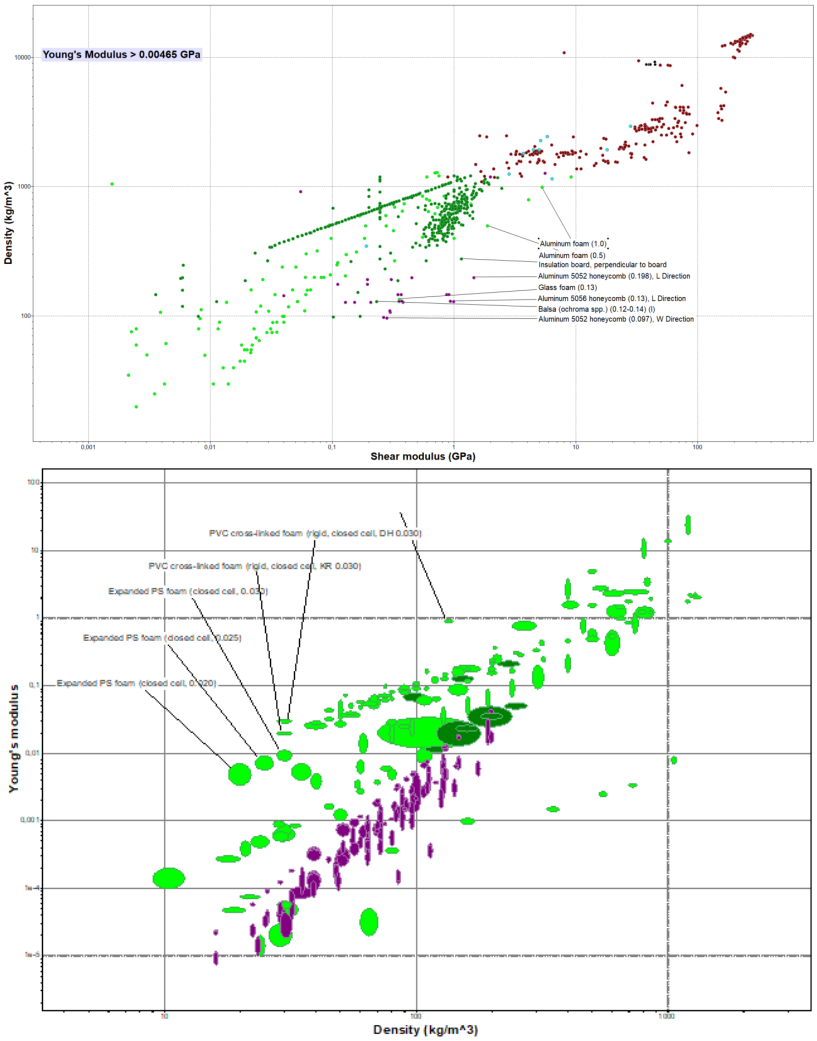 Young's Modulus > 0.00465 GPa
10000
1000
100
Density (kg/m^3)
Aluminum foam (1.0)
Aluminum foam (0.5)
Insulation board, perpendicular to board
Aluminum 5052 honeycomb (0.198), L Direction
Glass foam (0.13)
Aluminum 5056 honeycomb (0.13), L Direction
Balsa (ochroma spp.) (0.12-0.14) (l)
Aluminum 5052 honeycomb (0.097), W Direction
0,001
0,01
0,1
1
10
100
Shear modulus (GPa)
100
10
1
0,1
0,01
0,001
1e-4
1e-5
Young's modulus
PVC cross-linked foam (rigid, closed cell, DH 0.030)
PVC cross-linked foam (rigid, closed cell, KR 0.030)
Expanded PS foam (closed cell, 0.030)
Expanded PS foam (closed cell, 0.025)
Expanded PS foam (closed cell, 0.020)
10
100
1000
Density (kg/m^3)